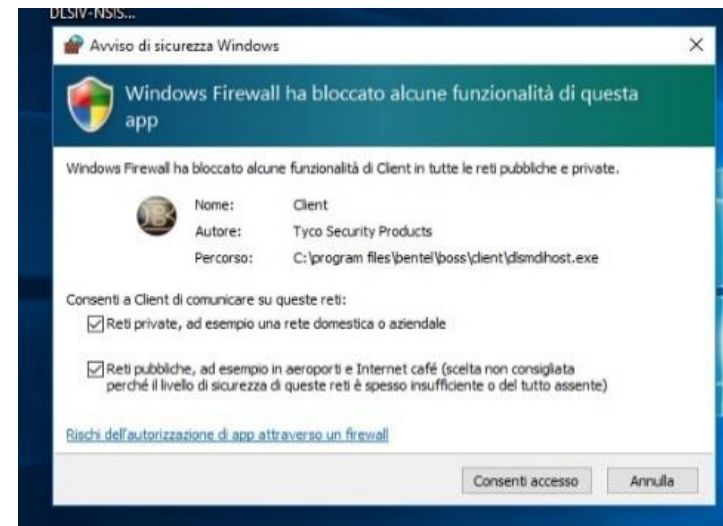 DLSIV-NSIS...
Avviso di sicurezza Windows
Windows Firewall ha bloccato alcune funzionalità di questa
app
Windows Firewall ha bloccato alcune funzionalità di Client in tutte le reti pubbliche e private.
Nome: Client
Autore: Tyco Security Products
Percorso: C:\program files\bentel\boss\client\dlsmdihost.exe
Consenti a Client di comunicare su queste reti:
Reti private, ad esempio una rete domestica o aziendale
Reti pubbliche, ad esempio in aeroporti e Internet café (scelta non consigliata
perché il livello di sicurezza di queste reti è spesso insufficiente o del tutto assente)
Rischi dell'autorizzazione di app attraverso un firewall
Consenti accesso Annulla